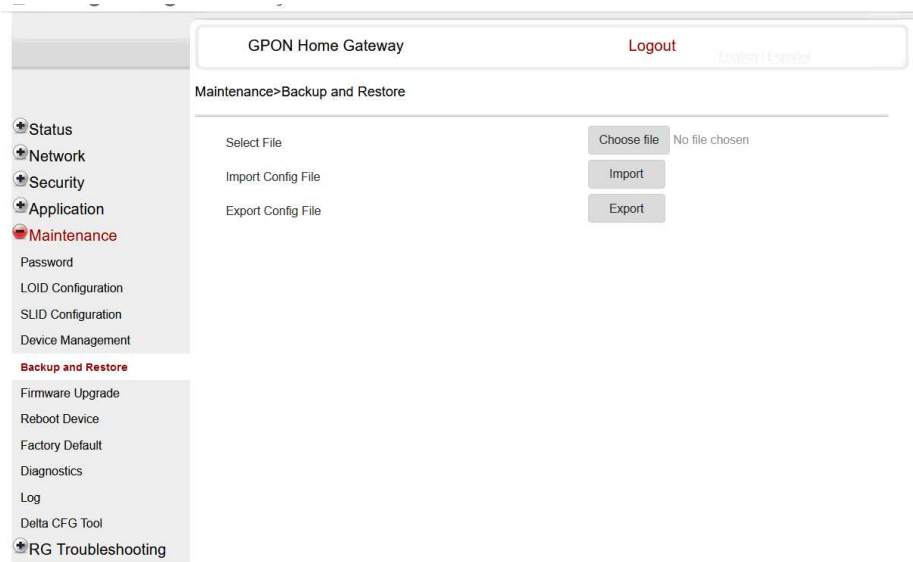 GPON Home Gateway
Logout
English | Español
Maintenance>Backup and Restore
Status
Network
Security
Application
Maintenance
Password
LOID Configuration
SLID Configuration
Device Management
Backup and Restore
Firmware Upgrade
Reboot Device
Factory Default
Diagnostics
Log
Delta CFG Tool
RG Troubleshooting
Select File
Choose file No file chosen
Import Config File
Import
Export Config File
Export